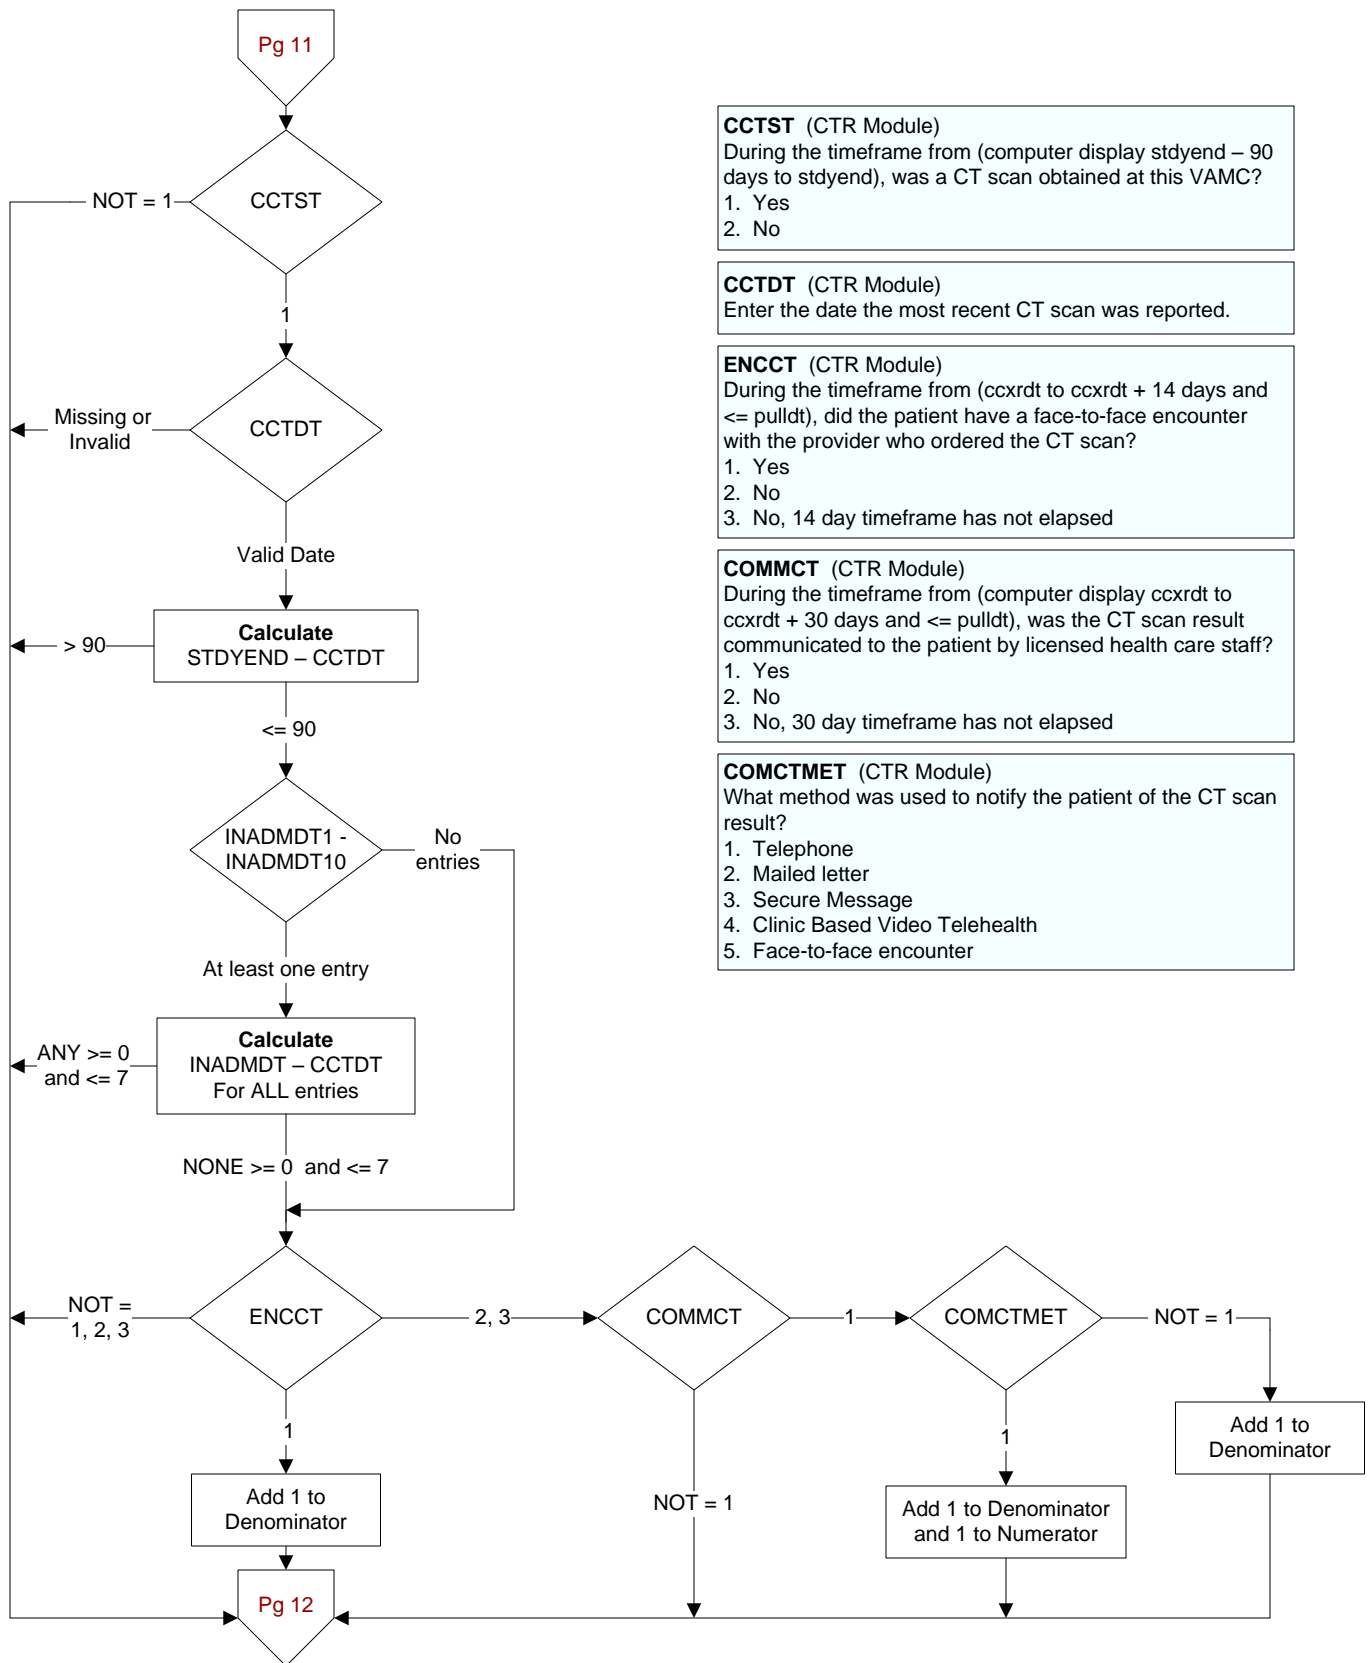 Pg 11
CCTST
NOT = 1
1
CCTDT
Missing or
Invalid
Valid Date
Calculate
STDYEND – CCTDT
> 90
<= 90
INADMDT1 -
INADMDT10
No
entries
At least one entry
Calculate
INADMDT – CCTDT
For ALL entries
ANY >= 0
and <= 7
NONE >= 0 and <= 7
ENCCT
NOT =
1, 2, 3
2, 3
COMMCT
1
COMCTMET
NOT = 1
1
Add 1 to
Denominator
NOT = 1
1
Add 1 to Denominator
and 1 to Numerator
Add 1 to
Denominator
Pg 12
CCTST (CTR Module)
During the timeframe from (computer display stdyend – 90
days to stdyend), was a CT scan obtained at this VAMC?
1. Yes
2. No
CCTDT (CTR Module)
Enter the date the most recent CT scan was reported.
ENCCT (CTR Module)
During the timeframe from (ccxrdt to ccxrdt + 14 days and
<= pulldt), did the patient have a face-to-face encounter
with the provider who ordered the CT scan?
1. Yes
2. No
3. No, 14 day timeframe has not elapsed
COMMCT (CTR Module)
During the timeframe from (computer display ccxrdt to
ccxrdt + 30 days and <= pulldt), was the CT scan result
communicated to the patient by licensed health care staff?
1. Yes
2. No
3. No, 30 day timeframe has not elapsed
COMCTMET (CTR Module)
What method was used to notify the patient of the CT scan
result?
1. Telephone
2. Mailed letter
3. Secure Message
4. Clinic Based Video Telehealth
5. Face-to-face encounter